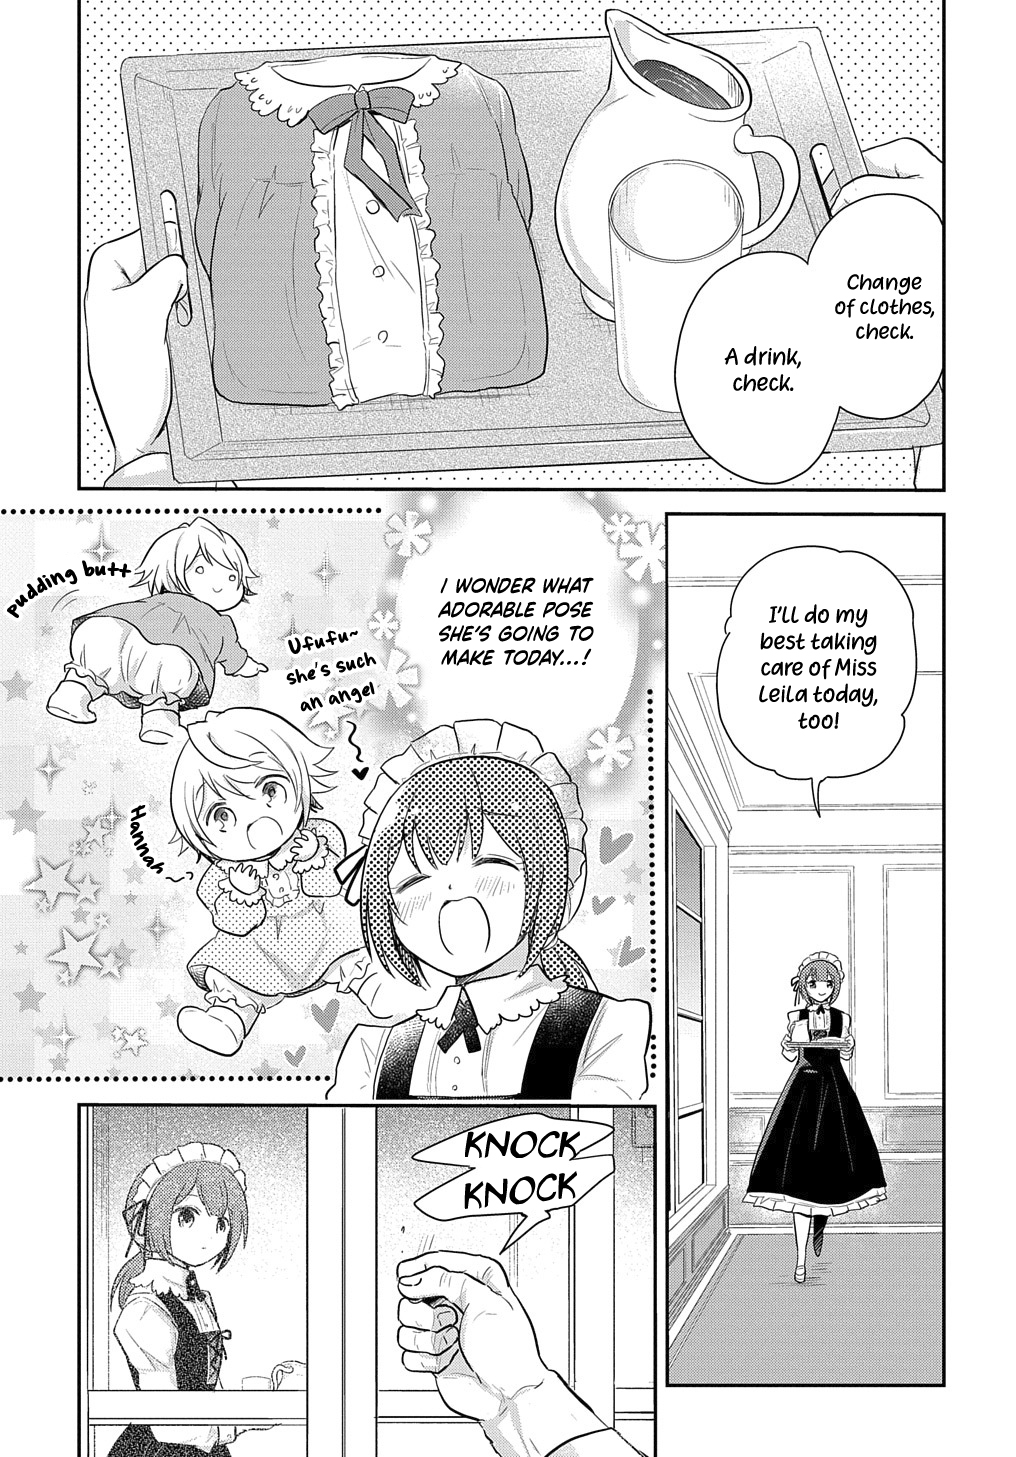 Change
of clothes,
check.
A drink,
check.
I'll do my
best taking
care of Miss
Leila today,
too!
I WONDER WHAT
ADORABLE POSE
SHE'S GOING TO
MAKE TODAY...!
pudding butt
Ufufu~
she's such
an angel
Hannah~
KNOCK
KNOCK